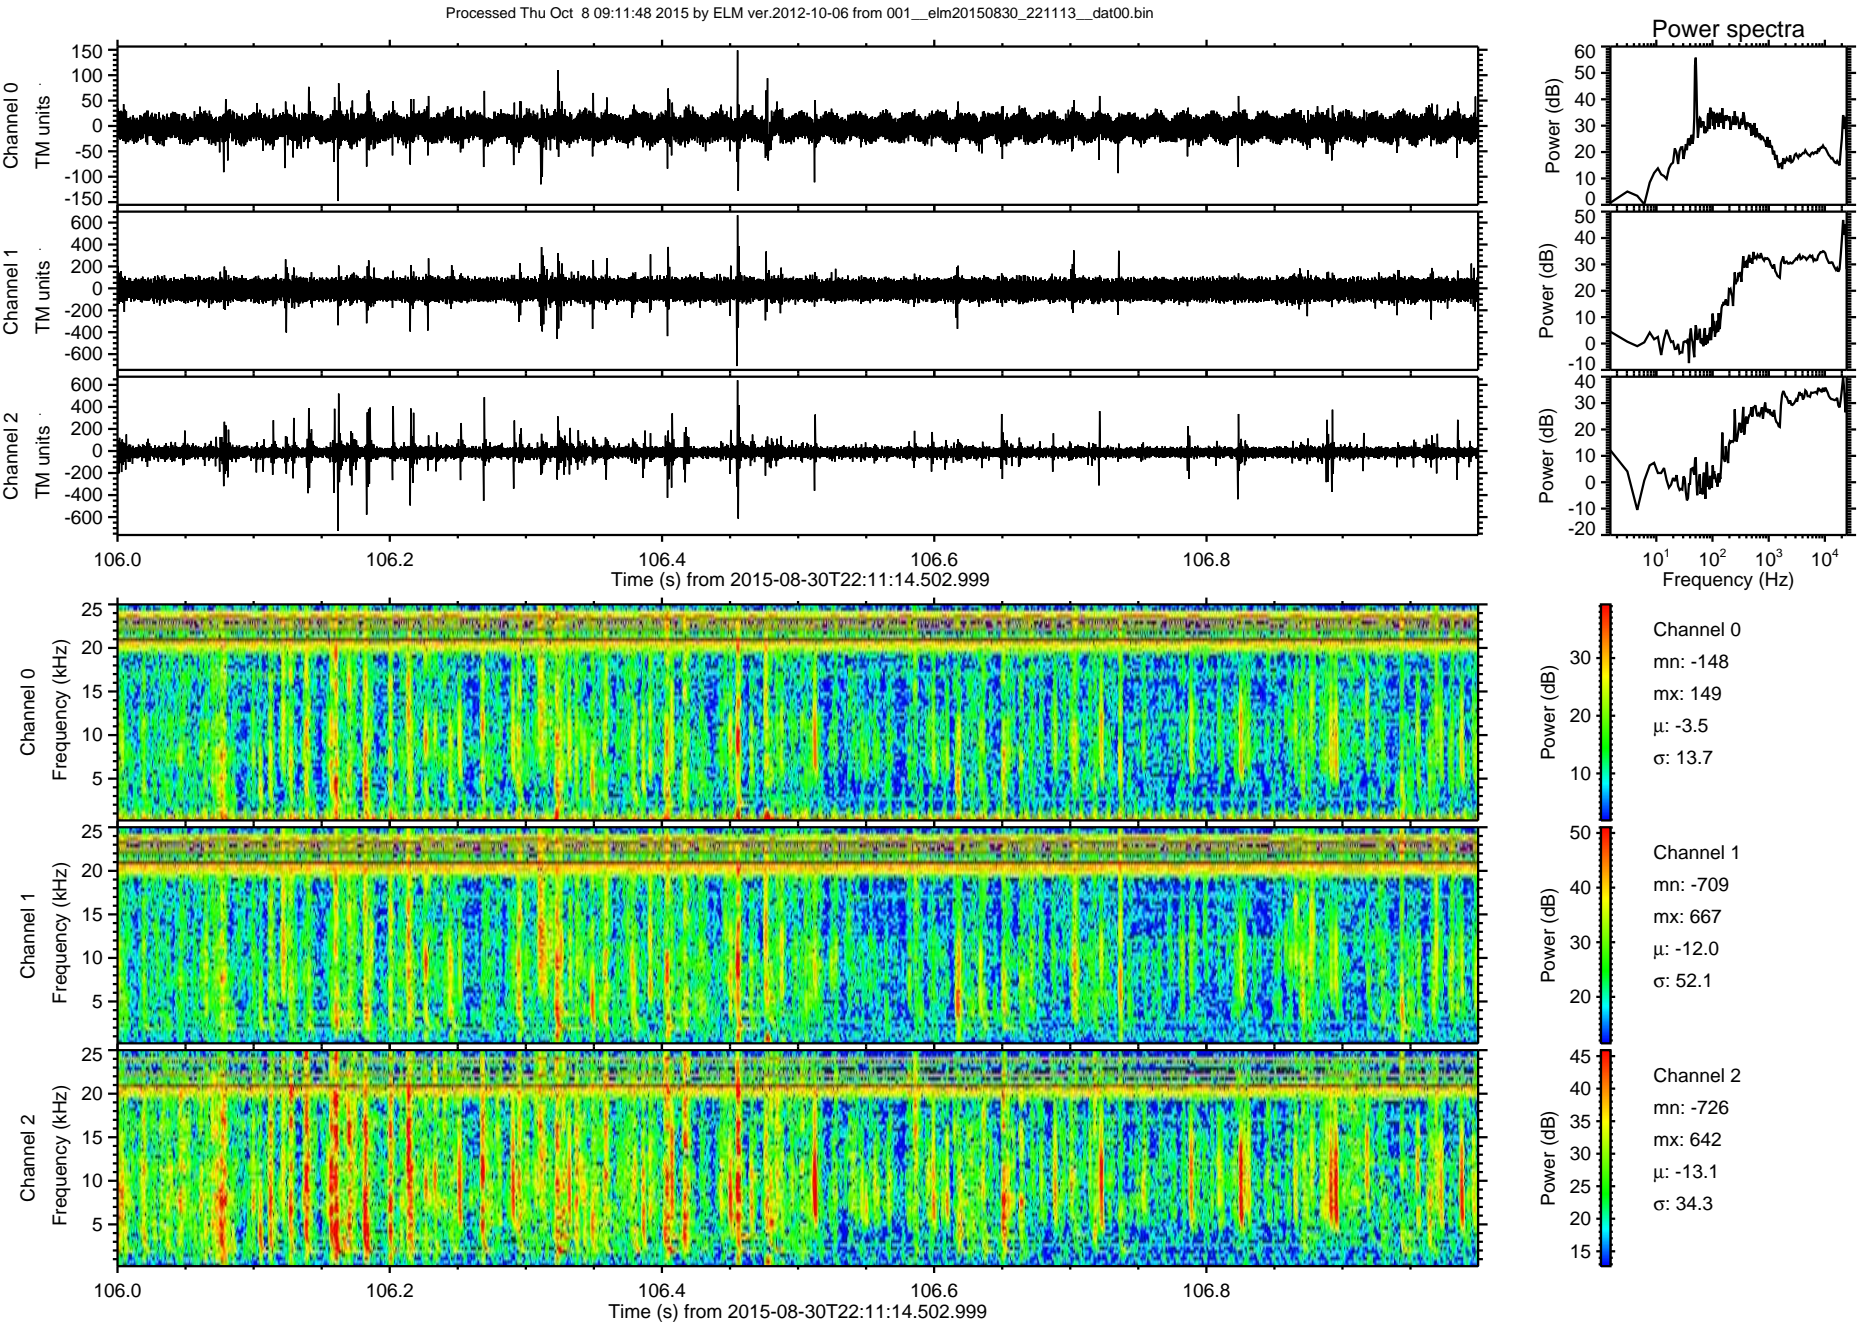 Processed Thu Oct  8 09:11:48 2015 by ELM ver.2012-10-06 from 001__elm20150830_221113__dat00.bin
Power spectra
Channel 0
TM units
150
100
50
0
-50
-100
-150
Power (dB)
60
50
40
30
20
10
0
Channel 1
TM units
600
400
200
0
-200
-400
-600
Power (dB)
50
40
30
20
10
0
-10
Channel 2
TM units
600
400
200
0
-200
-400
-600
Power (dB)
40
30
20
10
0
-10
-20
106.0 106.2 106.4 106.6 106.8
Time (s) from 2015-08-30T22:11:14.502.999
10¹ 10² 10³ 10⁴
Frequency (Hz)
Channel 0
Frequency (kHz)
25
20
15
10
5
Power (dB)
30
20
10
Channel 0
mn: -148
mx: 149
μ: -3.5
σ: 13.7
Channel 1
Frequency (kHz)
25
20
15
10
5
Power (dB)
50
40
30
20
Channel 1
mn: -709
mx: 667
μ: -12.0
σ: 52.1
Channel 2
Frequency (kHz)
25
20
15
10
5
Power (dB)
45
40
35
30
25
20
15
Channel 2
mn: -726
mx: 642
μ: -13.1
σ: 34.3
106.0 106.2 106.4 106.6 106.8
Time (s) from 2015-08-30T22:11:14.502.999